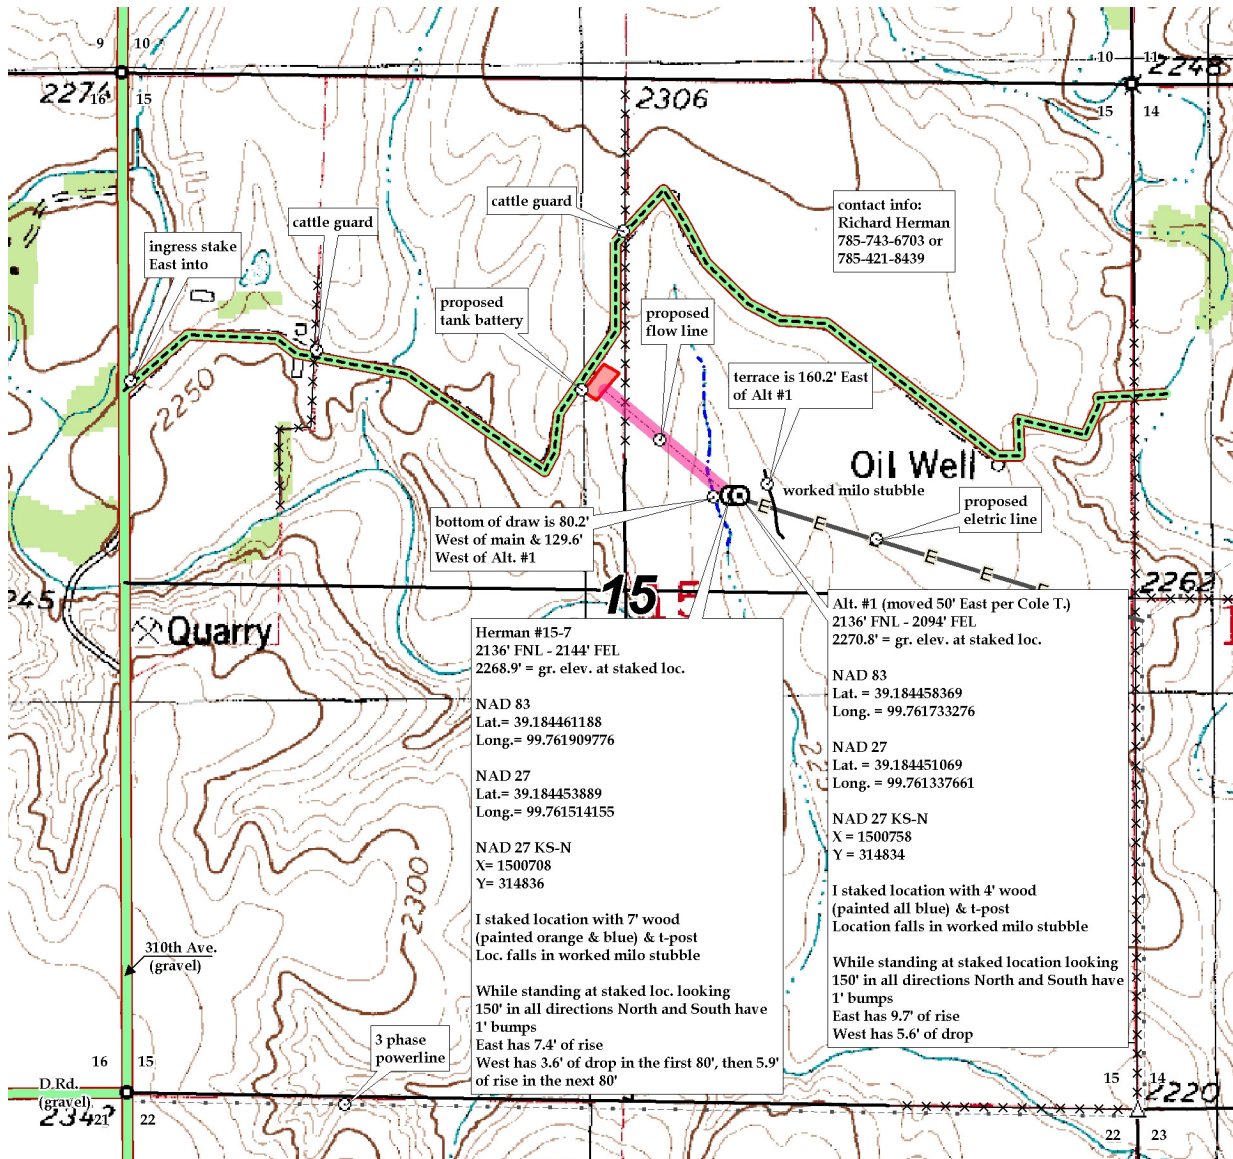 9 10
10 11
2274
16 15
2248
2306
15 14
cattle guard
contact info:
Richard Herman
785-743-6703 or
785-421-8439
cattle guard
ingress stake
East into
proposed
tank battery
proposed
flow line
2250
terrace is 160.2' East
of Alt #1
Oil Well
worked milo stubble
proposed
eletric line
E
E
E
E
bottom of draw is 80.2'
West of main & 129.6'
West of Alt. #1
15
15
2262
245
Quarry
Herman #15-7
2136' FNL - 2144' FEL
2268.9' = gr. elev. at staked loc.
NAD 83
Lat.= 39.184461188
Long.= 99.761909776
NAD 27
Lat.= 39.184453889
Long.= 99.761514155
NAD 27 KS-N
X= 1500708
Y= 314836
I staked location with 7' wood
(painted orange & blue) & t-post
Loc. falls in worked milo stubble
While standing at staked loc. looking
150' in all directions North and South have
1' bumps
East has 7.4' of rise
West has 3.6' of drop in the first 80', then 5.9'
of rise in the next 80'
Alt. #1 (moved 50' East per Cole T.)
2136' FNL - 2094' FEL
2270.8' = gr. elev. at staked loc.
NAD 83
Lat. = 39.184458369
Long. = 99.761733276
NAD 27
Lat. = 39.184451069
Long. = 99.761337661
NAD 27 KS-N
X = 1500758
Y = 314834
I staked location with 4' wood
(painted all blue) & t-post
Location falls in worked milo stubble
While standing at staked location looking
150' in all directions North and South have
1' bumps
East has 9.7' of rise
West has 5.6' of drop
2300
310th Ave.
(gravel)
3 phase
powerline
16 15
D Rd.
(gravel)
2342
21 22
15 14
2220
22 23